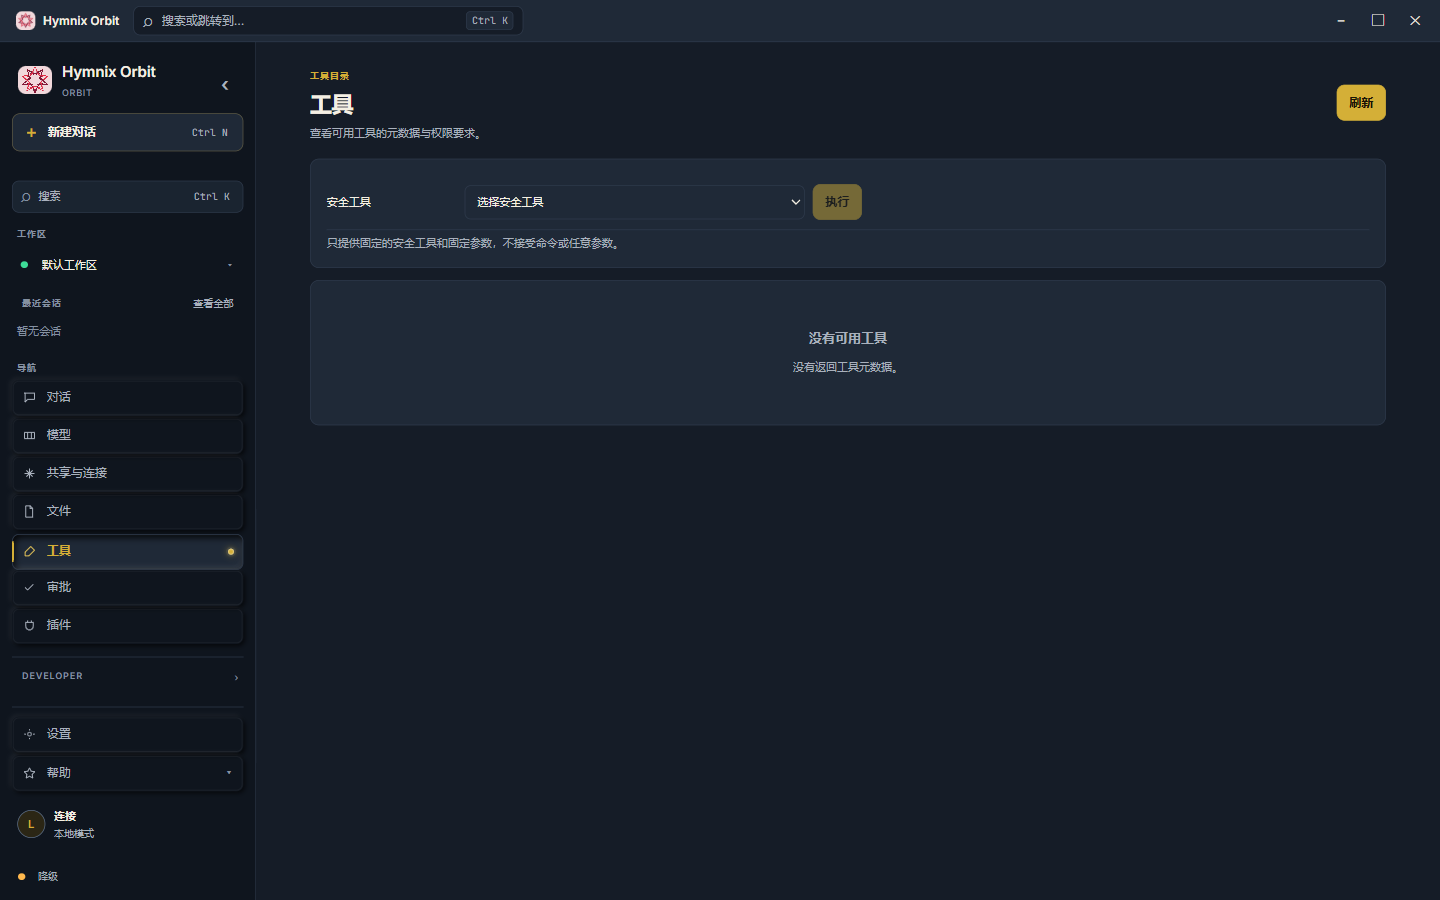 Hymnix Orbit
搜索或跳转到...
Ctrl K
Hymnix Orbit
ORBIT
新建对话
Ctrl N
搜索
Ctrl K
工作区
默认工作区
最近会话
查看全部
暂无会话
导航
对话
模型
共享与连接
文件
工具
审批
插件
DEVELOPER
设置
帮助
L
连接
本地模式
降级
工具目录
工具
查看可用工具的元数据与权限要求。
刷新
安全工具
选择安全工具
执行
只提供固定的安全工具和固定参数，不接受命令或任意参数。
没有可用工具
没有返回工具元数据。